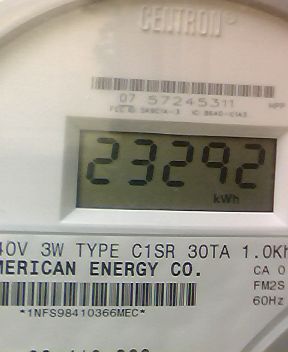 CENTRON®
07 57245311
23292
kWh
40V 3W TYPE C1SR 30TA 1.0Kh
MERICAN ENERGY CO.
CA 0
FM2S
60Hz
*1NFS98410366MEC*